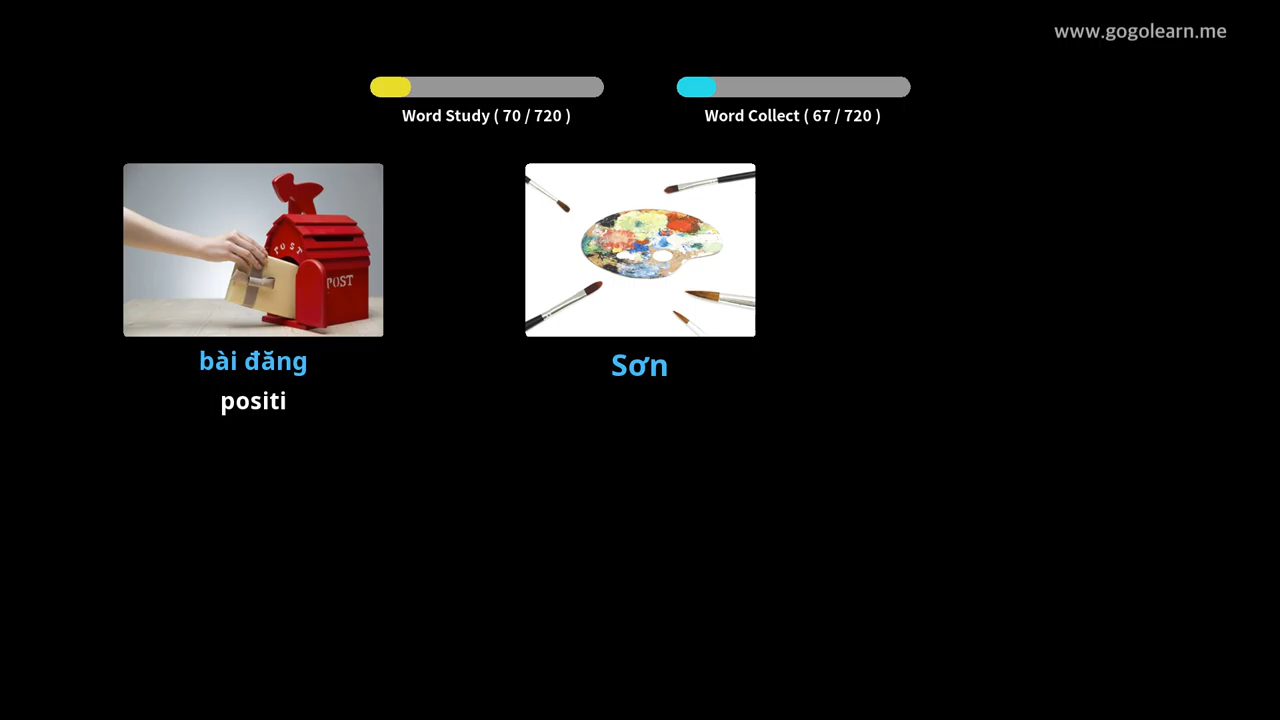 www.gogolearn.me
Word Study ( 70 / 720 )
Word Collect ( 67 / 720 )
POST
POST
bài đăng
positi
Sơn